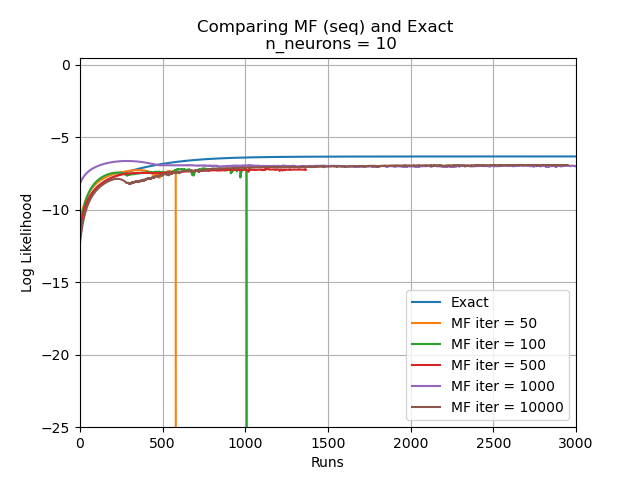 Comparing MF (seq) and Exact
n_neurons = 10
Log Likelihood
0
−5
−10
−15
−20
−25
0 500 1000 1500 2000 2500 3000
Runs
Exact
MF iter = 50
MF iter = 100
MF iter = 500
MF iter = 1000
MF iter = 10000